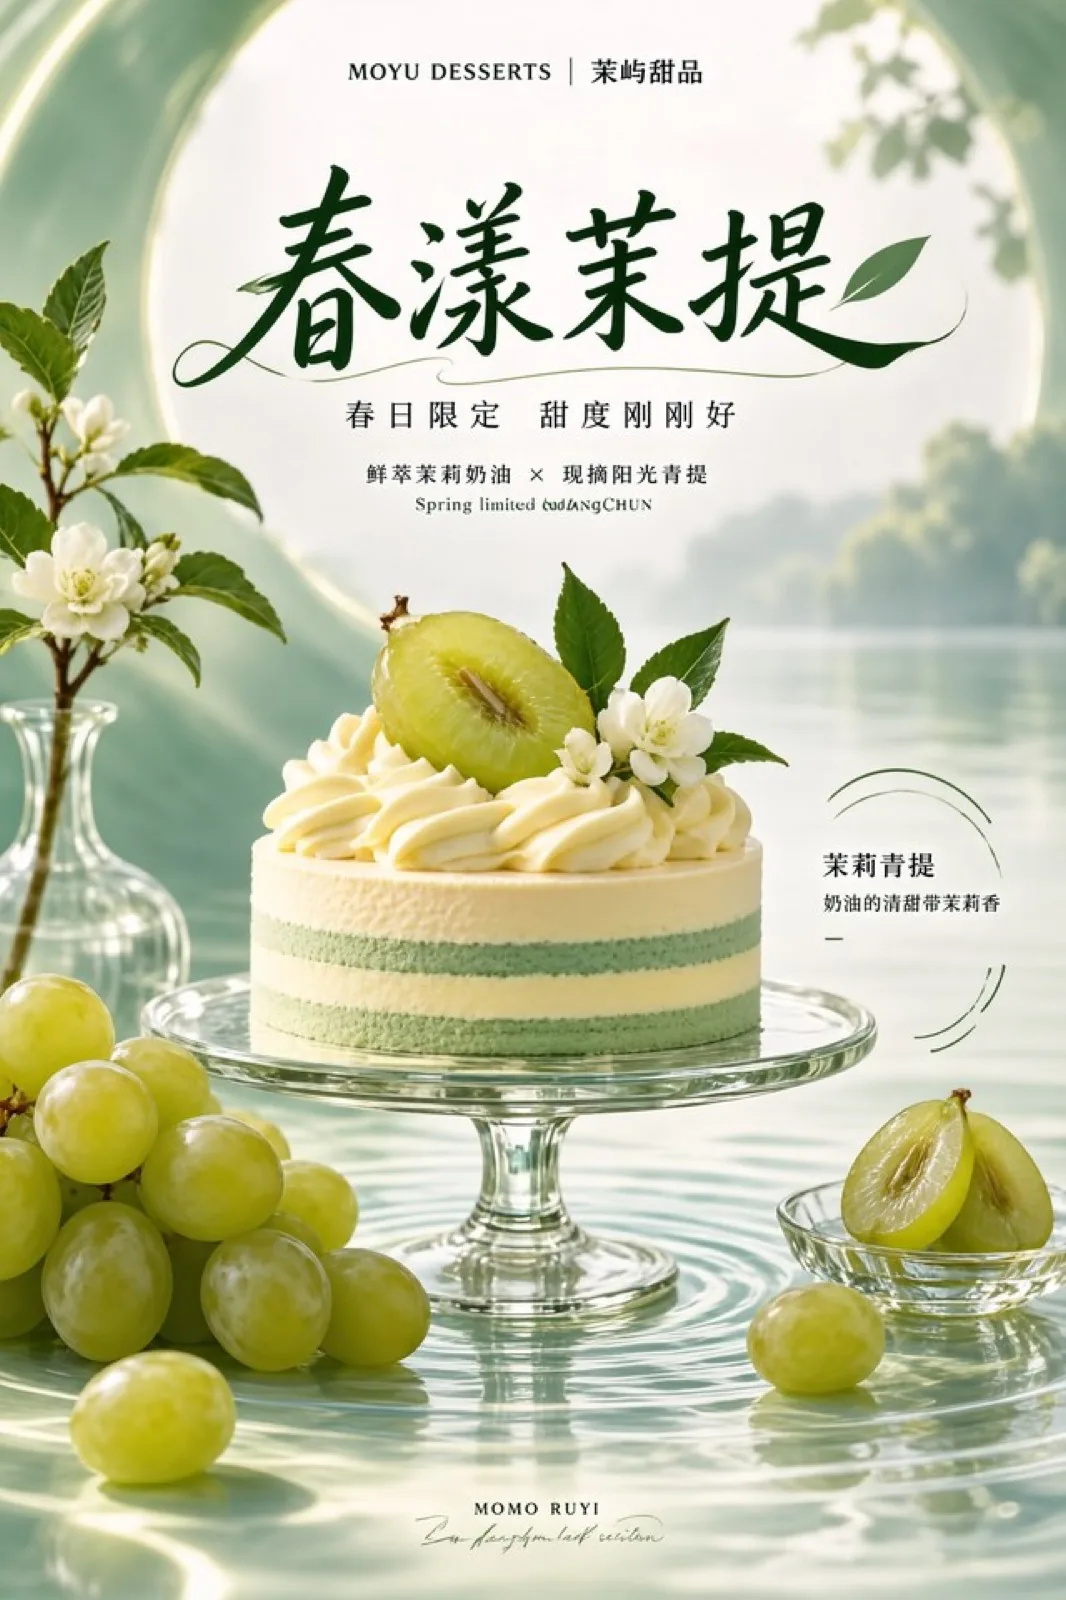 MOYU DESSERTS | 茉屿甜品
春漾茉提
春日限定 甜度刚刚好
鲜萃茉莉奶油 × 现摘阳光青提
Spring limited
茉莉青提
奶油的清甜带茉莉香
MOMO RUYI